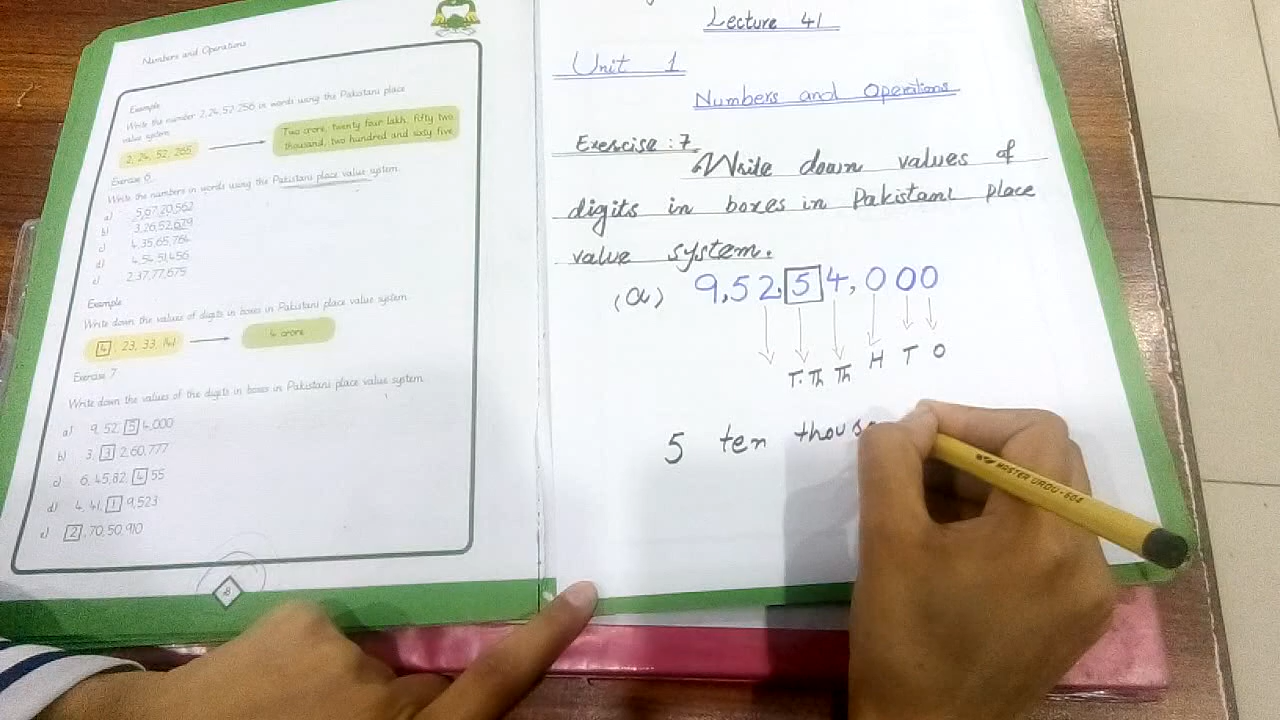 Numbers and Operations
Example
Write the number 2,24,52,256 in words using the Pakistani place
value system.
2, 24, 52, 265
Two crore, twenty four lakh, fifty two
thousand, two hundred and sixty five
Exercise 6
Write the numbers in words using the Pakistani place value system.
a) 5,67,20,562
b) 3,26,52,629
c) 4,35,65,764
d) 4,54,51,456
e) 2,37,77,675
Example
Write down the values of digits in boxes in Pakistani place value system.
4, 23, 33, 141
4 crore
Exercise 7
Write down the values of the digits in boxes in Pakistani place value system.
a) 9, 52, 5 4,000
b) 3, 3 2,60,777
c) 6,45,82, 4 55
d) 4, 41, 1 9,523
e) 2 ,70,50,910
8
Lecture 41
Unit 1
Numbers and Operations
Exercise : 7
Write down values of
digits in boxes in Pakistani place
value system.
(a) 9,52,54,000
T.Th Th H T O
5 ten thous
MASTER URDU-604